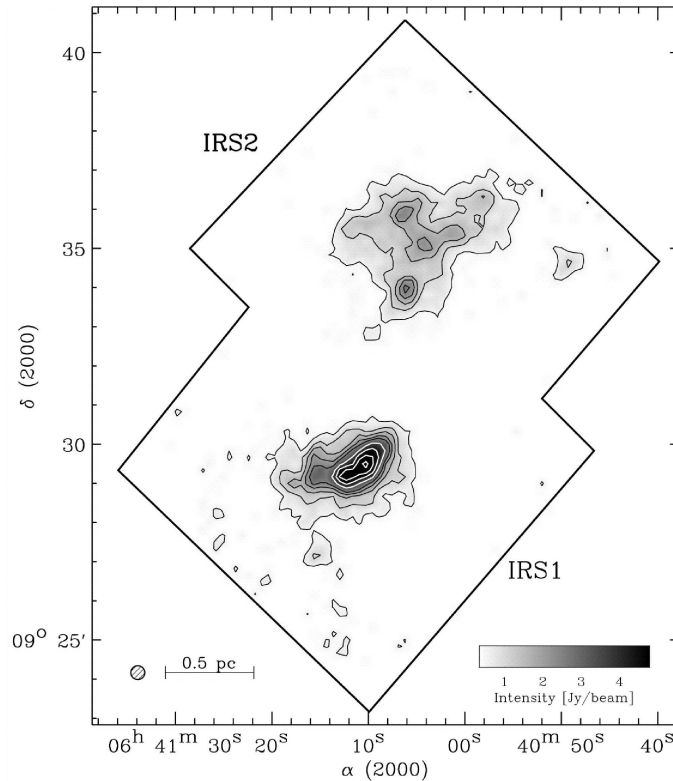 40
IRS2
35
δ (2000)
30
IRS1
09° 25'
0.5 pc
1 2 3 4
Intensity [Jy/beam]
06ʰ 41ᵐ 20ˢ 10ˢ 00ˢ 40ᵐ 50ˢ 40ˢ
α (2000)